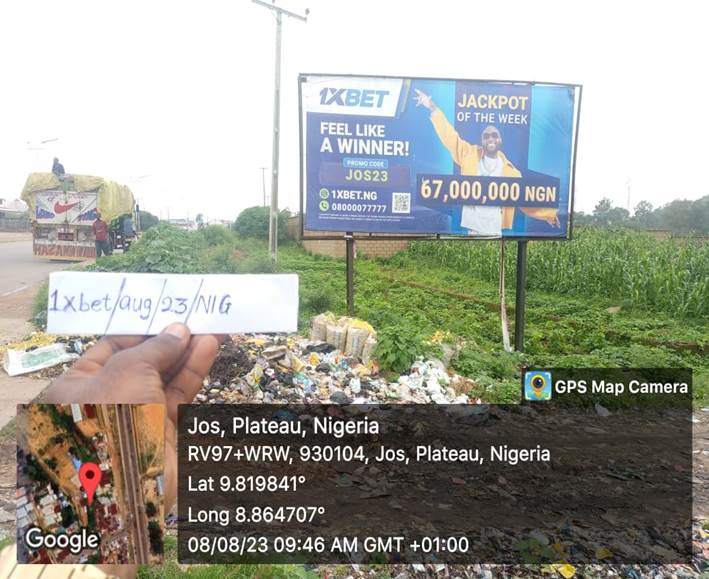 1XBET
JACKPOT
OF THE WEEK
FEEL LIKE
A WINNER!
PROMO CODE
JOS23
1XBET.NG
08000077777
67,000,000 NGN
1xbet/aug/23/NIG
GPS Map Camera
Jos, Plateau, Nigeria
RV97+WRW, 930104, Jos, Plateau, Nigeria
Lat 9.819841°
Long 8.864707°
08/08/23 09:46 AM GMT +01:00
Google